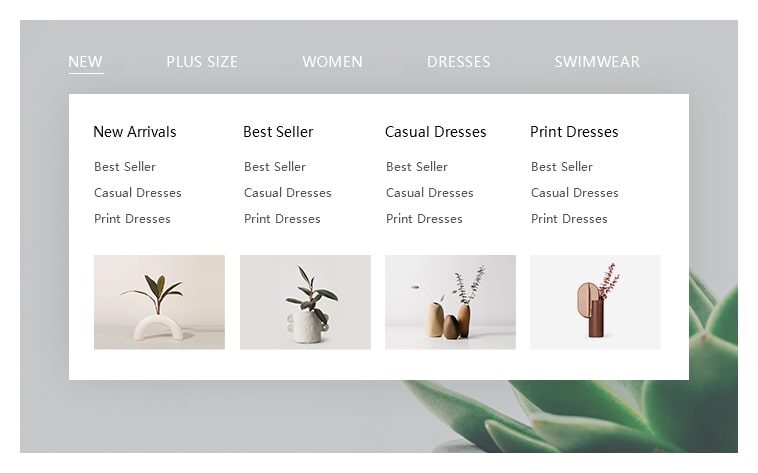 NEW PLUS SIZE WOMEN DRESSES SWIMWEAR
New Arrivals Best Seller Casual Dresses Print Dresses
Best Seller Best Seller Best Seller Best Seller
Casual Dresses Casual Dresses Casual Dresses Casual Dresses
Print Dresses Print Dresses Print Dresses Print Dresses